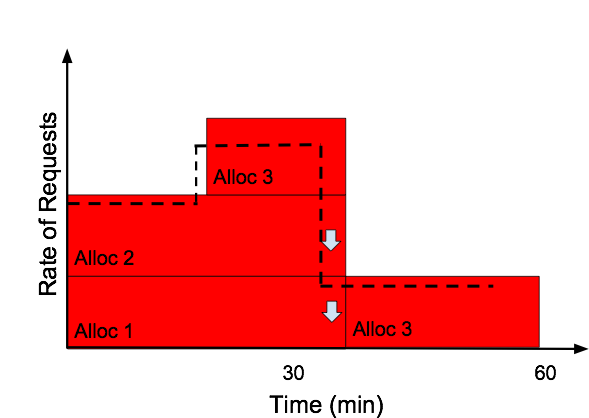 Rate of Requests
Alloc 3
Alloc 2
Alloc 1
Alloc 3
30
60
Time (min)